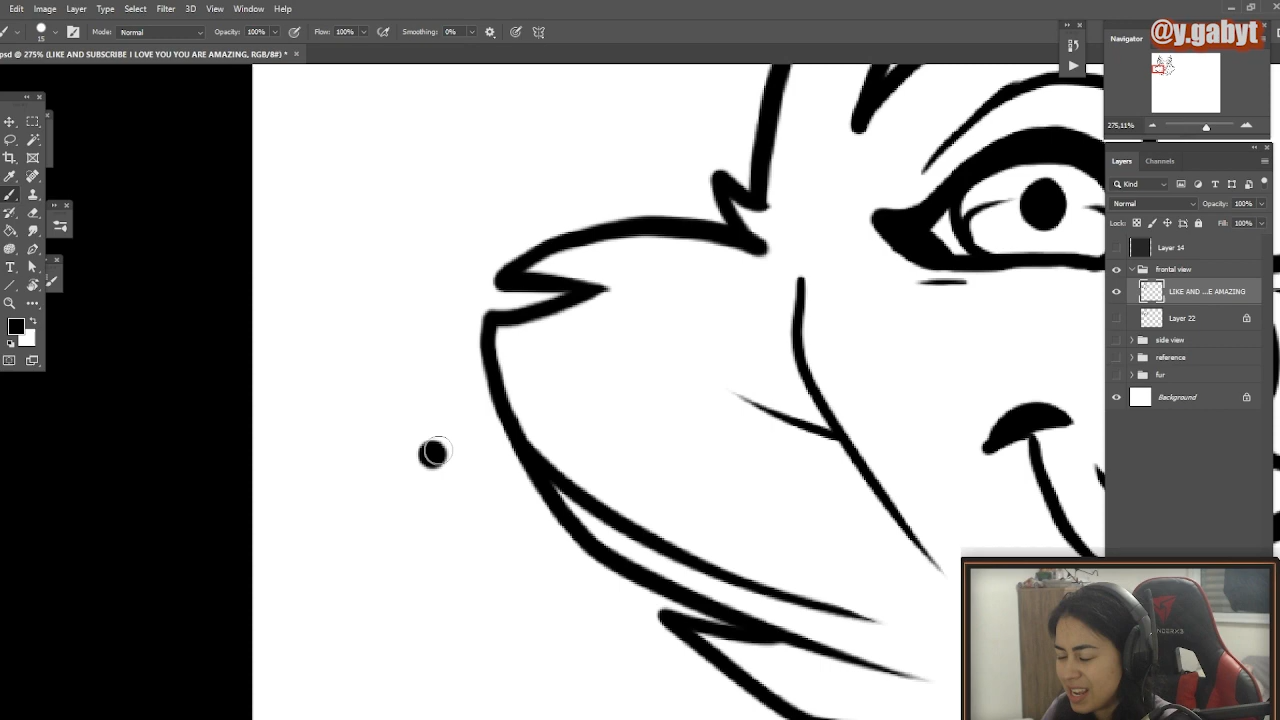 Image Layer Type Select Filter 3D View Window Help
15 Mode: Normal Opacity: 100% Flow: 100% Smoothing: 0%
psd @ 275% (LIKE AND SUBSCRIBE I LOVE YOU YOU ARE AMAZING, RGB/8#) *
@y.gabyt
Navigator
275,11%
Layers Channels
Kind
Normal Opacity: 100%
Lock: Fill: 100%
Layer 14
frontal view
LIKE AND ...E AMAZING
Layer 22
side view
reference
fur
Background